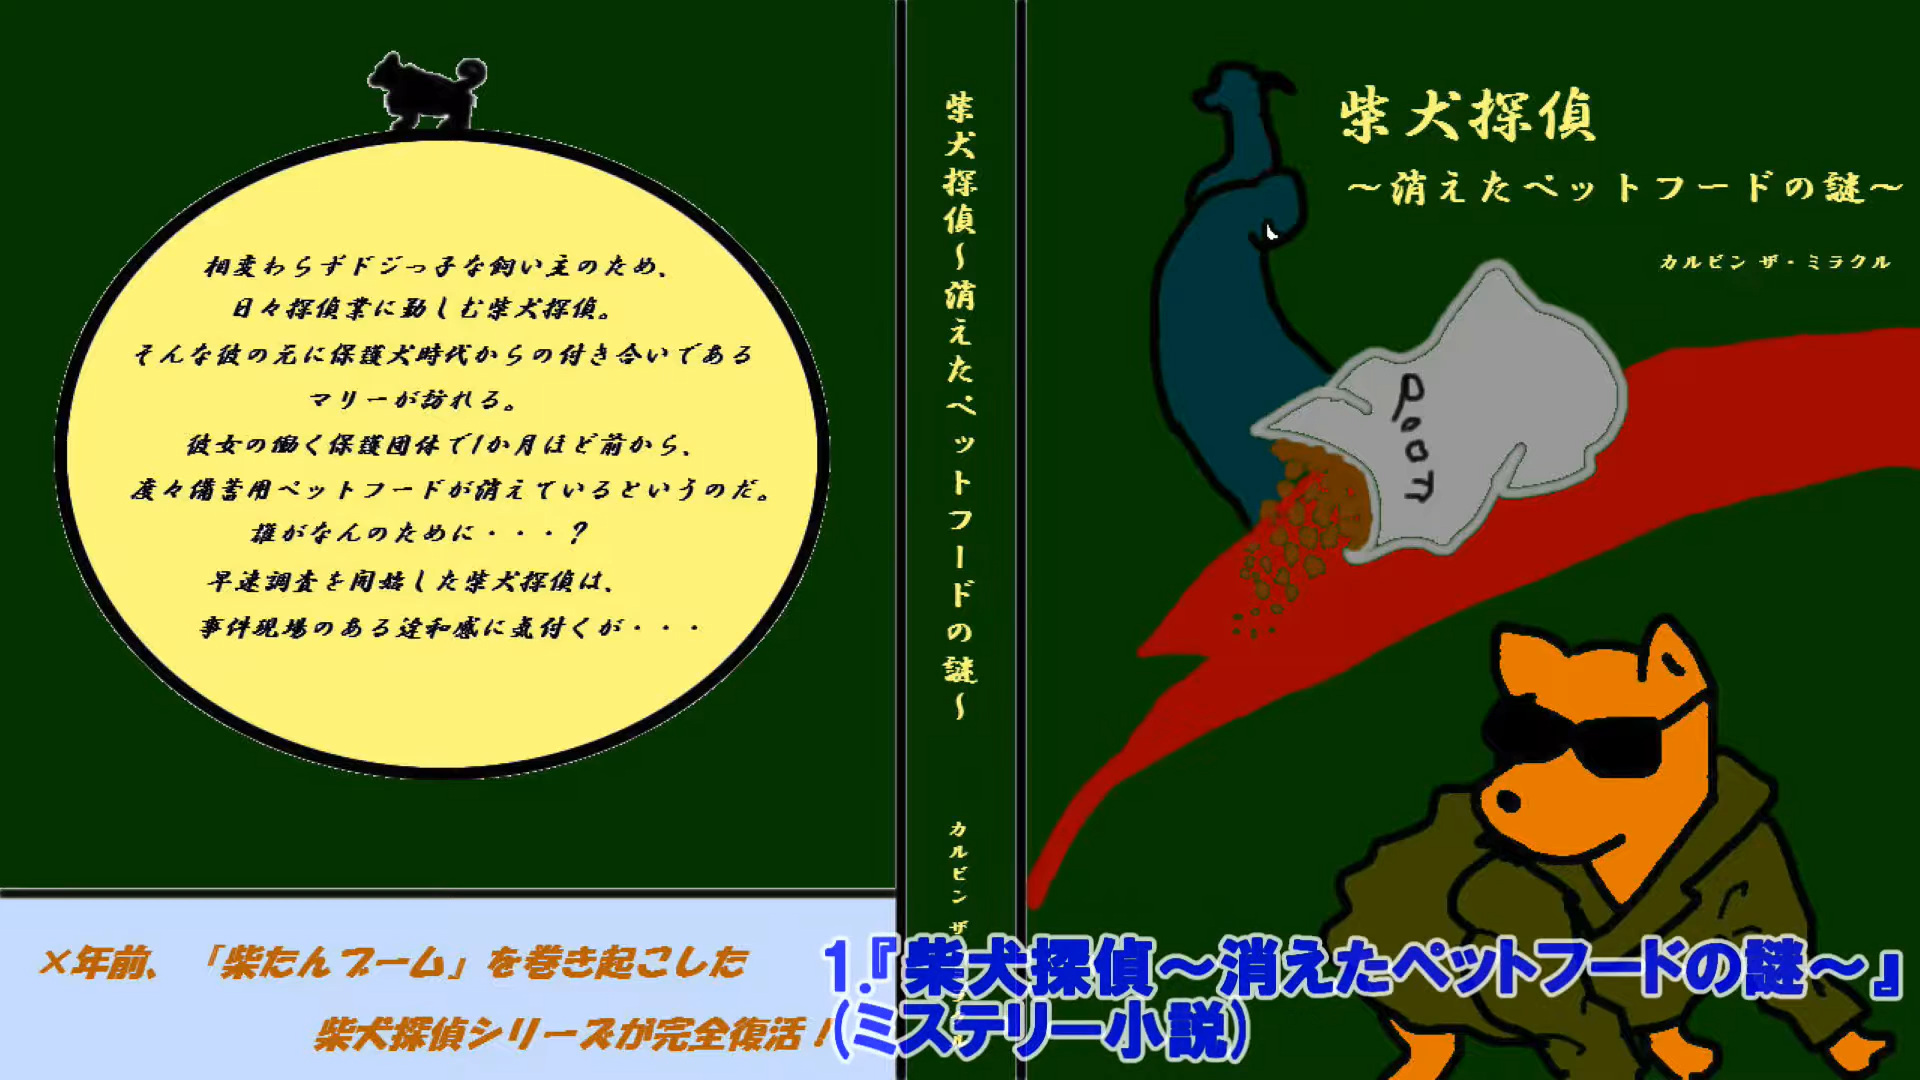 相変わらずドジっ子な飼い主のため、
日々探偵業に勤しむ柴犬探偵。
そんな彼の元に保護犬時代からの付き合いである
マリーが訪れる。
彼女の働く保護団体で1か月ほど前から、
度々備蓄用ペットフードが消えているというのだ。
誰がなんのために・・・？
早速調査を開始した柴犬探偵は、
事件現場のある違和感に気付くが・・・
×年前、「柴たんブーム」を巻き起こした
柴犬探偵シリーズが完全復活！
柴犬探偵～消えたペットフードの謎～
カルビン ザ
柴犬探偵
～消えたペットフードの謎～
カルビン ザ・ミラクル
1.『柴犬探偵～消えたペットフードの謎～』
(ミステリー小説)